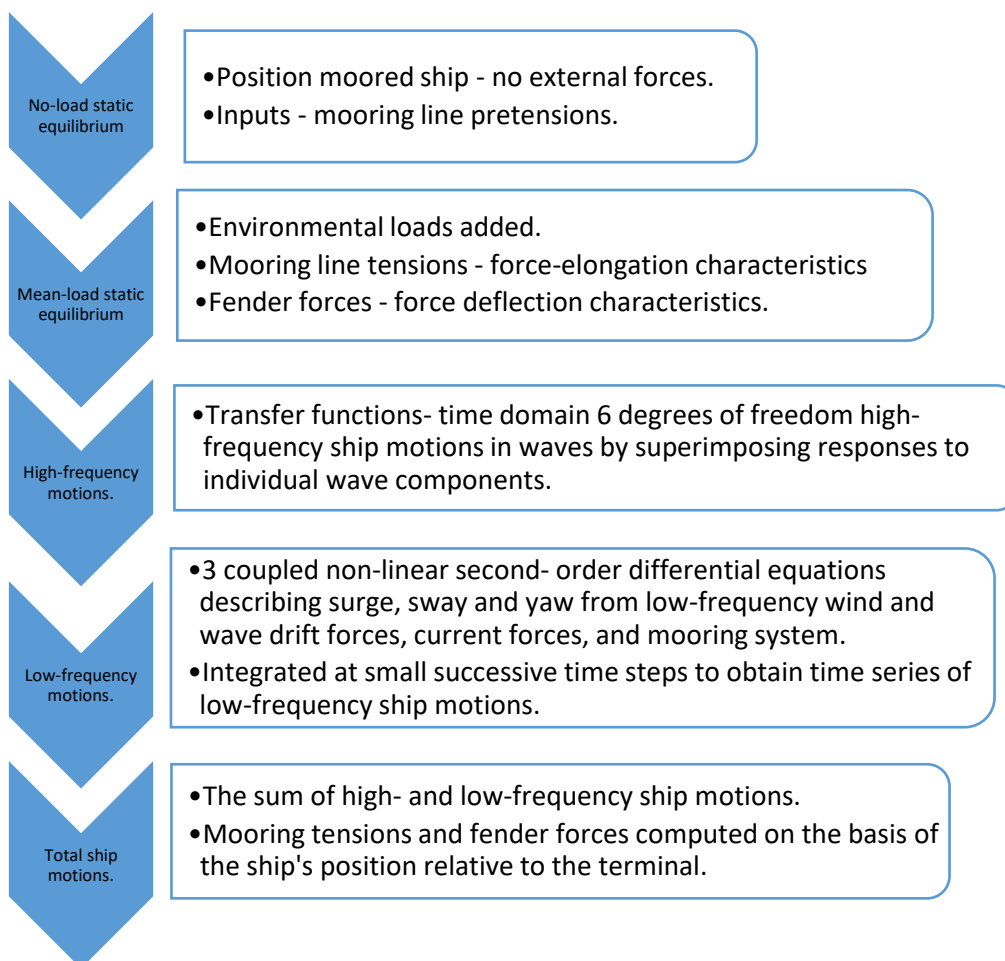 No-load static
equilibrium
•Position moored ship - no external forces.
•Inputs - mooring line pretensions.
Mean-load static
equilibrium
•Environmental loads added.
•Mooring line tensions - force-elongation characteristics
•Fender forces - force deflection characteristics.
High-frequency
motions.
•Transfer functions- time domain 6 degrees of freedom high-
frequency ship motions in waves by superimposing responses to
individual wave components.
Low-frequency
motions.
•3 coupled non-linear second- order differential equations
describing surge, sway and yaw from low-frequency wind and
wave drift forces, current forces, and mooring system.
•Integrated at small successive time steps to obtain time series of
low-frequency ship motions.
Total ship
motions.
•The sum of high- and low-frequency ship motions.
•Mooring tensions and fender forces computed on the basis of
the ship's position relative to the terminal.